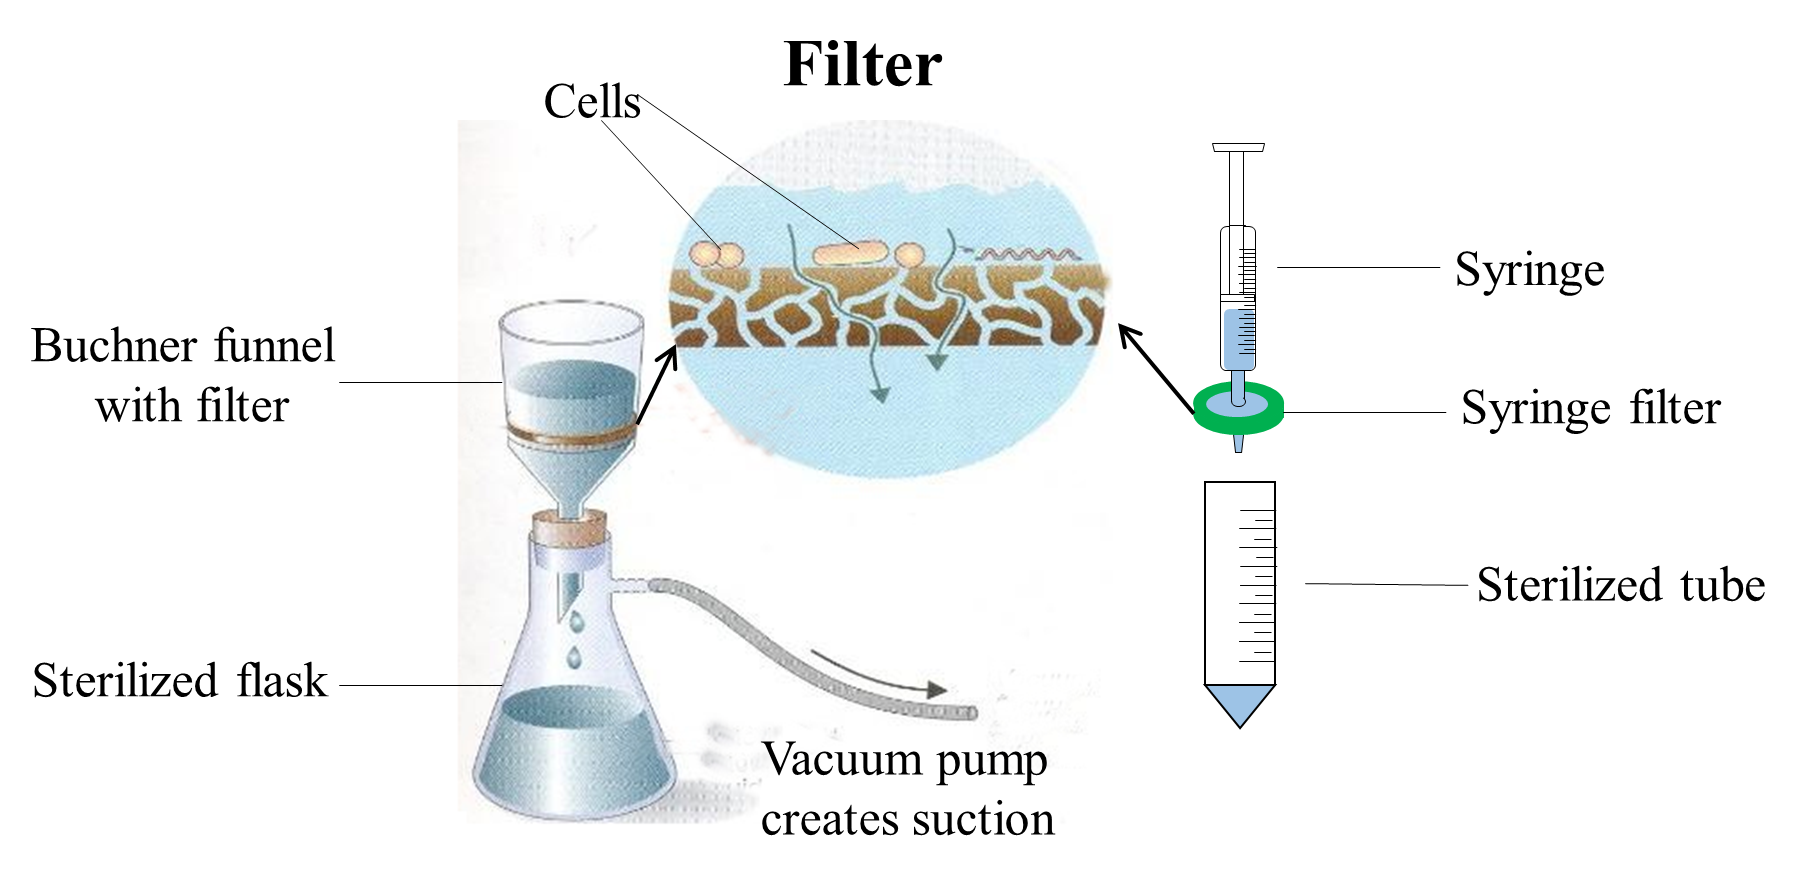 Filter
Cells
Buchner funnel
with filter
Sterilized flask
Vacuum pump
creates suction
Syringe
Syringe filter
Sterilized tube